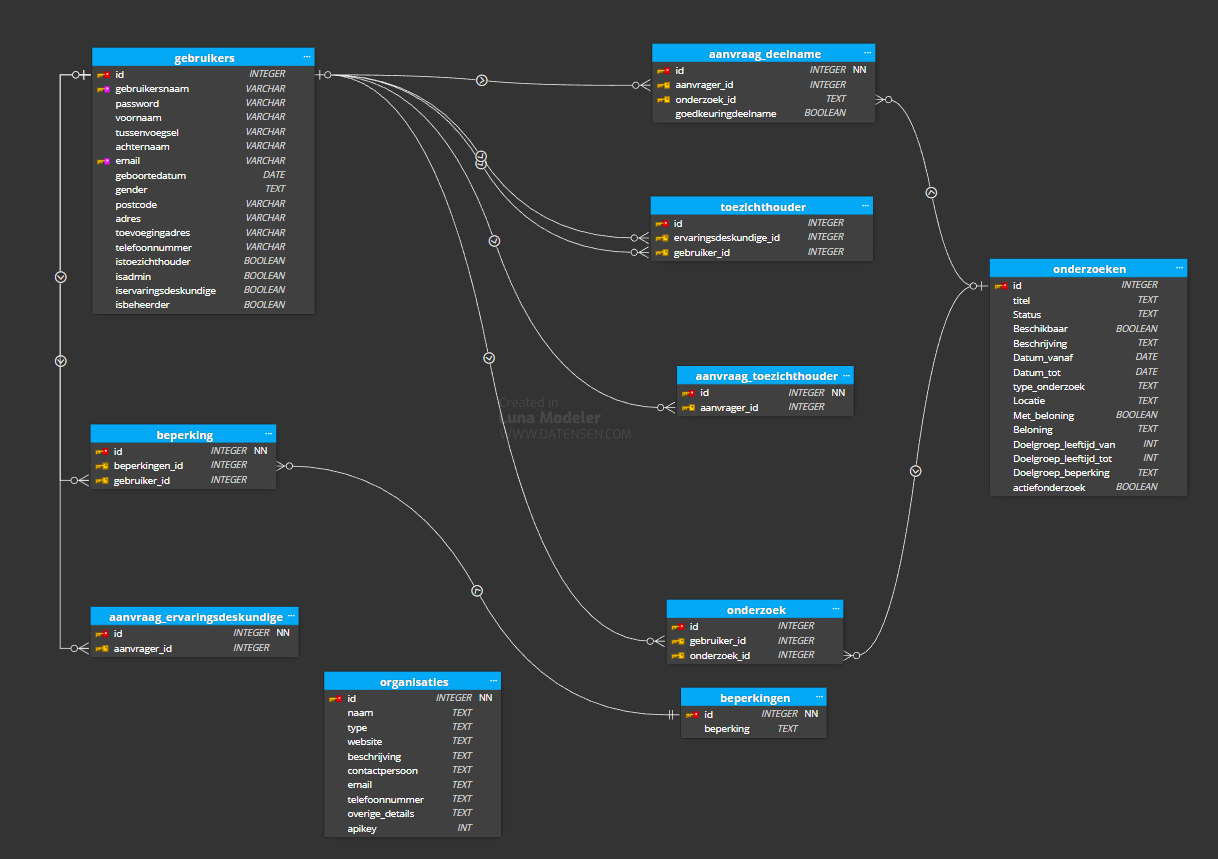 gebruikers ...
id INTEGER
gebruikersnaam VARCHAR
password VARCHAR
voornaam VARCHAR
tussenvoegsel VARCHAR
achternaam VARCHAR
email VARCHAR
geboortedatum DATE
gender TEXT
postcode VARCHAR
adres VARCHAR
toevoegingadres VARCHAR
telefoonnummer VARCHAR
istoezichthouder BOOLEAN
isadmin BOOLEAN
iservaringsdeskundige BOOLEAN
isbeheerder BOOLEAN
aanvraag_deelname ...
id INTEGER NN
aanvrager_id INTEGER
onderzoek_id TEXT
goedkeuringdeelname BOOLEAN
toezichthouder ...
id INTEGER
ervaringsdeskundige_id INTEGER
gebruiker_id INTEGER
onderzoeken ...
id INTEGER
titel TEXT
Status TEXT
Beschikbaar BOOLEAN
Beschrijving TEXT
Datum_vanaf DATE
Datum_tot DATE
type_onderzoek TEXT
Locatie TEXT
Met_beloning BOOLEAN
Beloning TEXT
Doelgroep_leeftijd_van INT
Doelgroep_leeftijd_tot INT
Doelgroep_beperking TEXT
actiefonderzoek BOOLEAN
aanvraag_toezichthouder ...
id INTEGER NN
aanvrager_id INTEGER
Created in
Luna Modeler
WWW.DATENSEN.COM
beperking ...
id INTEGER NN
beperkingen_id INTEGER
gebruiker_id INTEGER
aanvraag_ervaringsdeskundige ...
id INTEGER NN
aanvrager_id INTEGER
onderzoek ...
id INTEGER
gebruiker_id INTEGER
onderzoek_id INTEGER
organisaties ...
id INTEGER NN
naam TEXT
type TEXT
website TEXT
beschrijving TEXT
contactpersoon TEXT
email TEXT
telefoonnummer TEXT
overige_details TEXT
apikey INT
beperkingen ...
id INTEGER NN
beperking TEXT